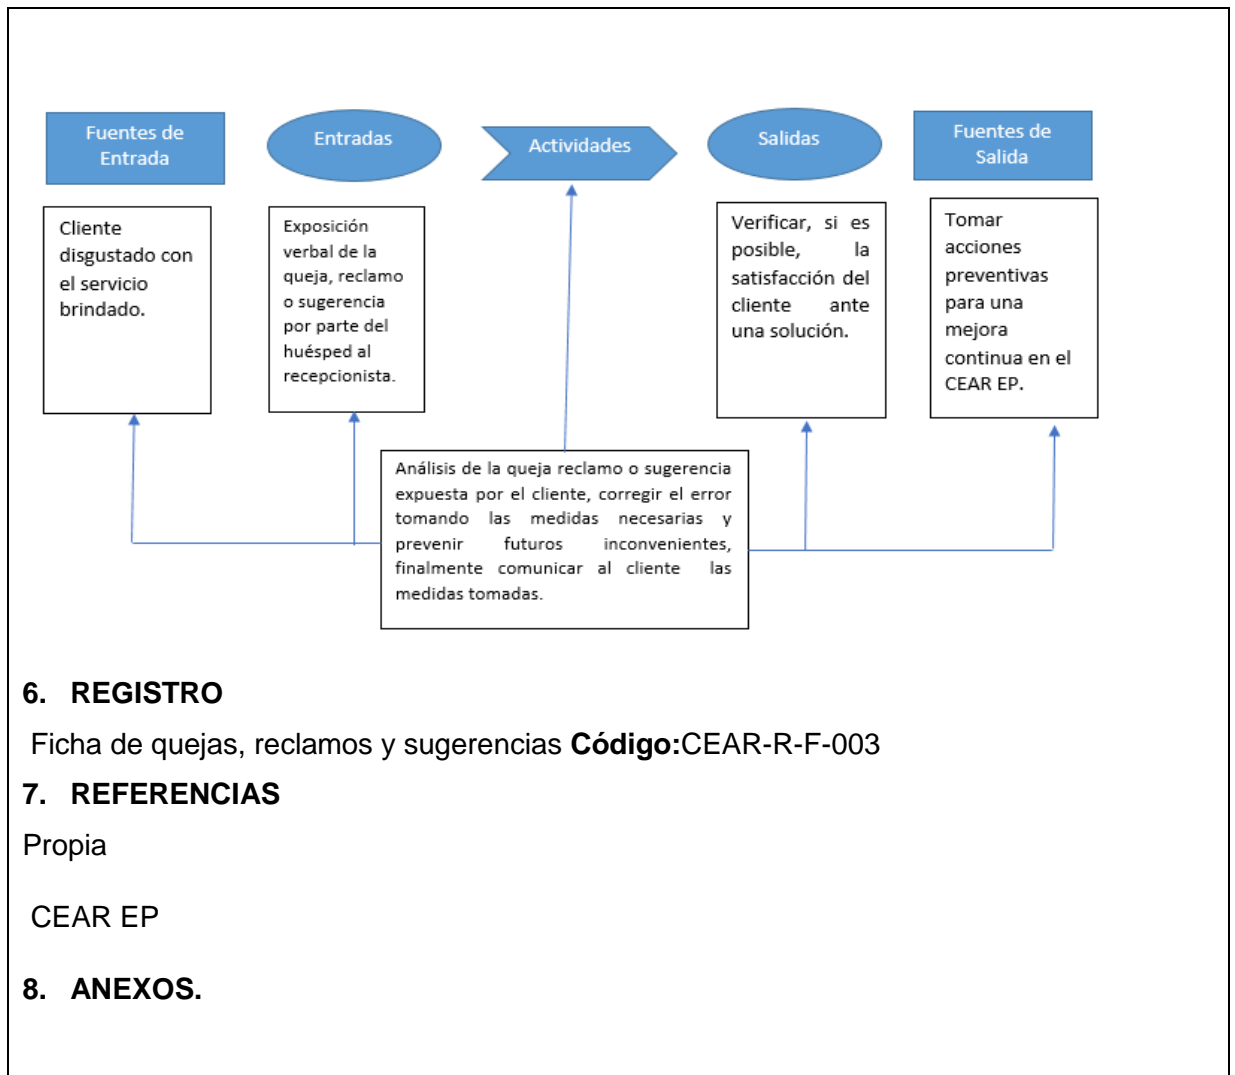 Fuentes de
Entrada
Entradas
Actividades
Salidas
Fuentes de
Salida
Cliente
disgustado con
el servicio
brindado.
Exposición
verbal de la
queja, reclamo
o sugerencia
por parte del
huésped al
recepcionista.
Verificar, si es
posible, la
satisfacción del
cliente ante
una solución.
Tomar
acciones
preventivas
para una
mejora
continua en el
CEAR EP.
Análisis de la queja reclamo o sugerencia
expuesta por el cliente, corregir el error
tomando las medidas necesarias y
prevenir futuros inconvenientes,
finalmente comunicar al cliente las
medidas tomadas.
6. REGISTRO
Ficha de quejas, reclamos y sugerencias Código:CEAR-R-F-003
7. REFERENCIAS
Propia
CEAR EP
8. ANEXOS.